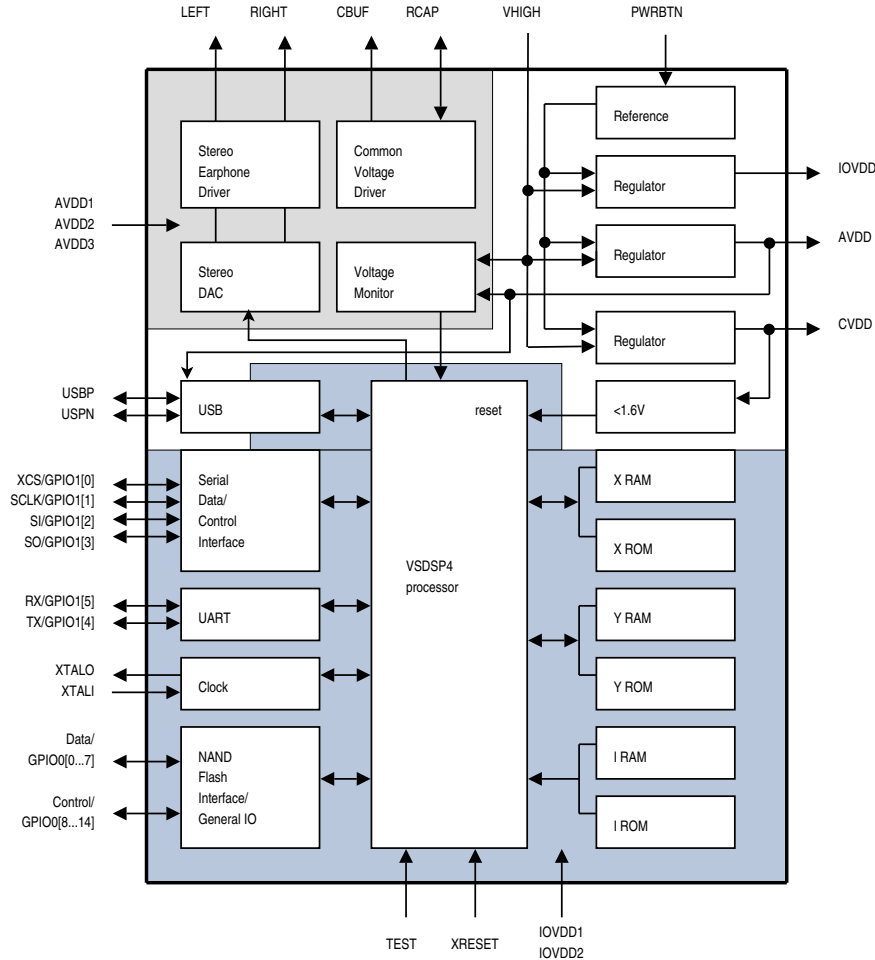 LEFT RIGHT CBUF RCAP VHIGH PWRBTN
Reference
Stereo
Earphone
Driver
Common
Voltage
Driver
Regulator
IOVDD
AVDD1
AVDD2
AVDD3
Regulator
AVDD
Stereo
DAC
Voltage
Monitor
Regulator
CVDD
USBP
USPN
USB
reset
<1.6V
XCS/GPIO1[0]
SCLK/GPIO1[1]
SI/GPIO1[2]
SO/GPIO1[3]
Serial
Data/
Control
Interface
X RAM
X ROM
VSDSP4
processor
RX/GPIO1[5]
TX/GPIO1[4]
UART
Y RAM
XTALO
XTALI
Clock
Y ROM
Data/
GPIO0[0...7]
Control/
GPIO0[8...14]
NAND
Flash
Interface/
General IO
I RAM
I ROM
TEST XRESET IOVDD1
IOVDD2